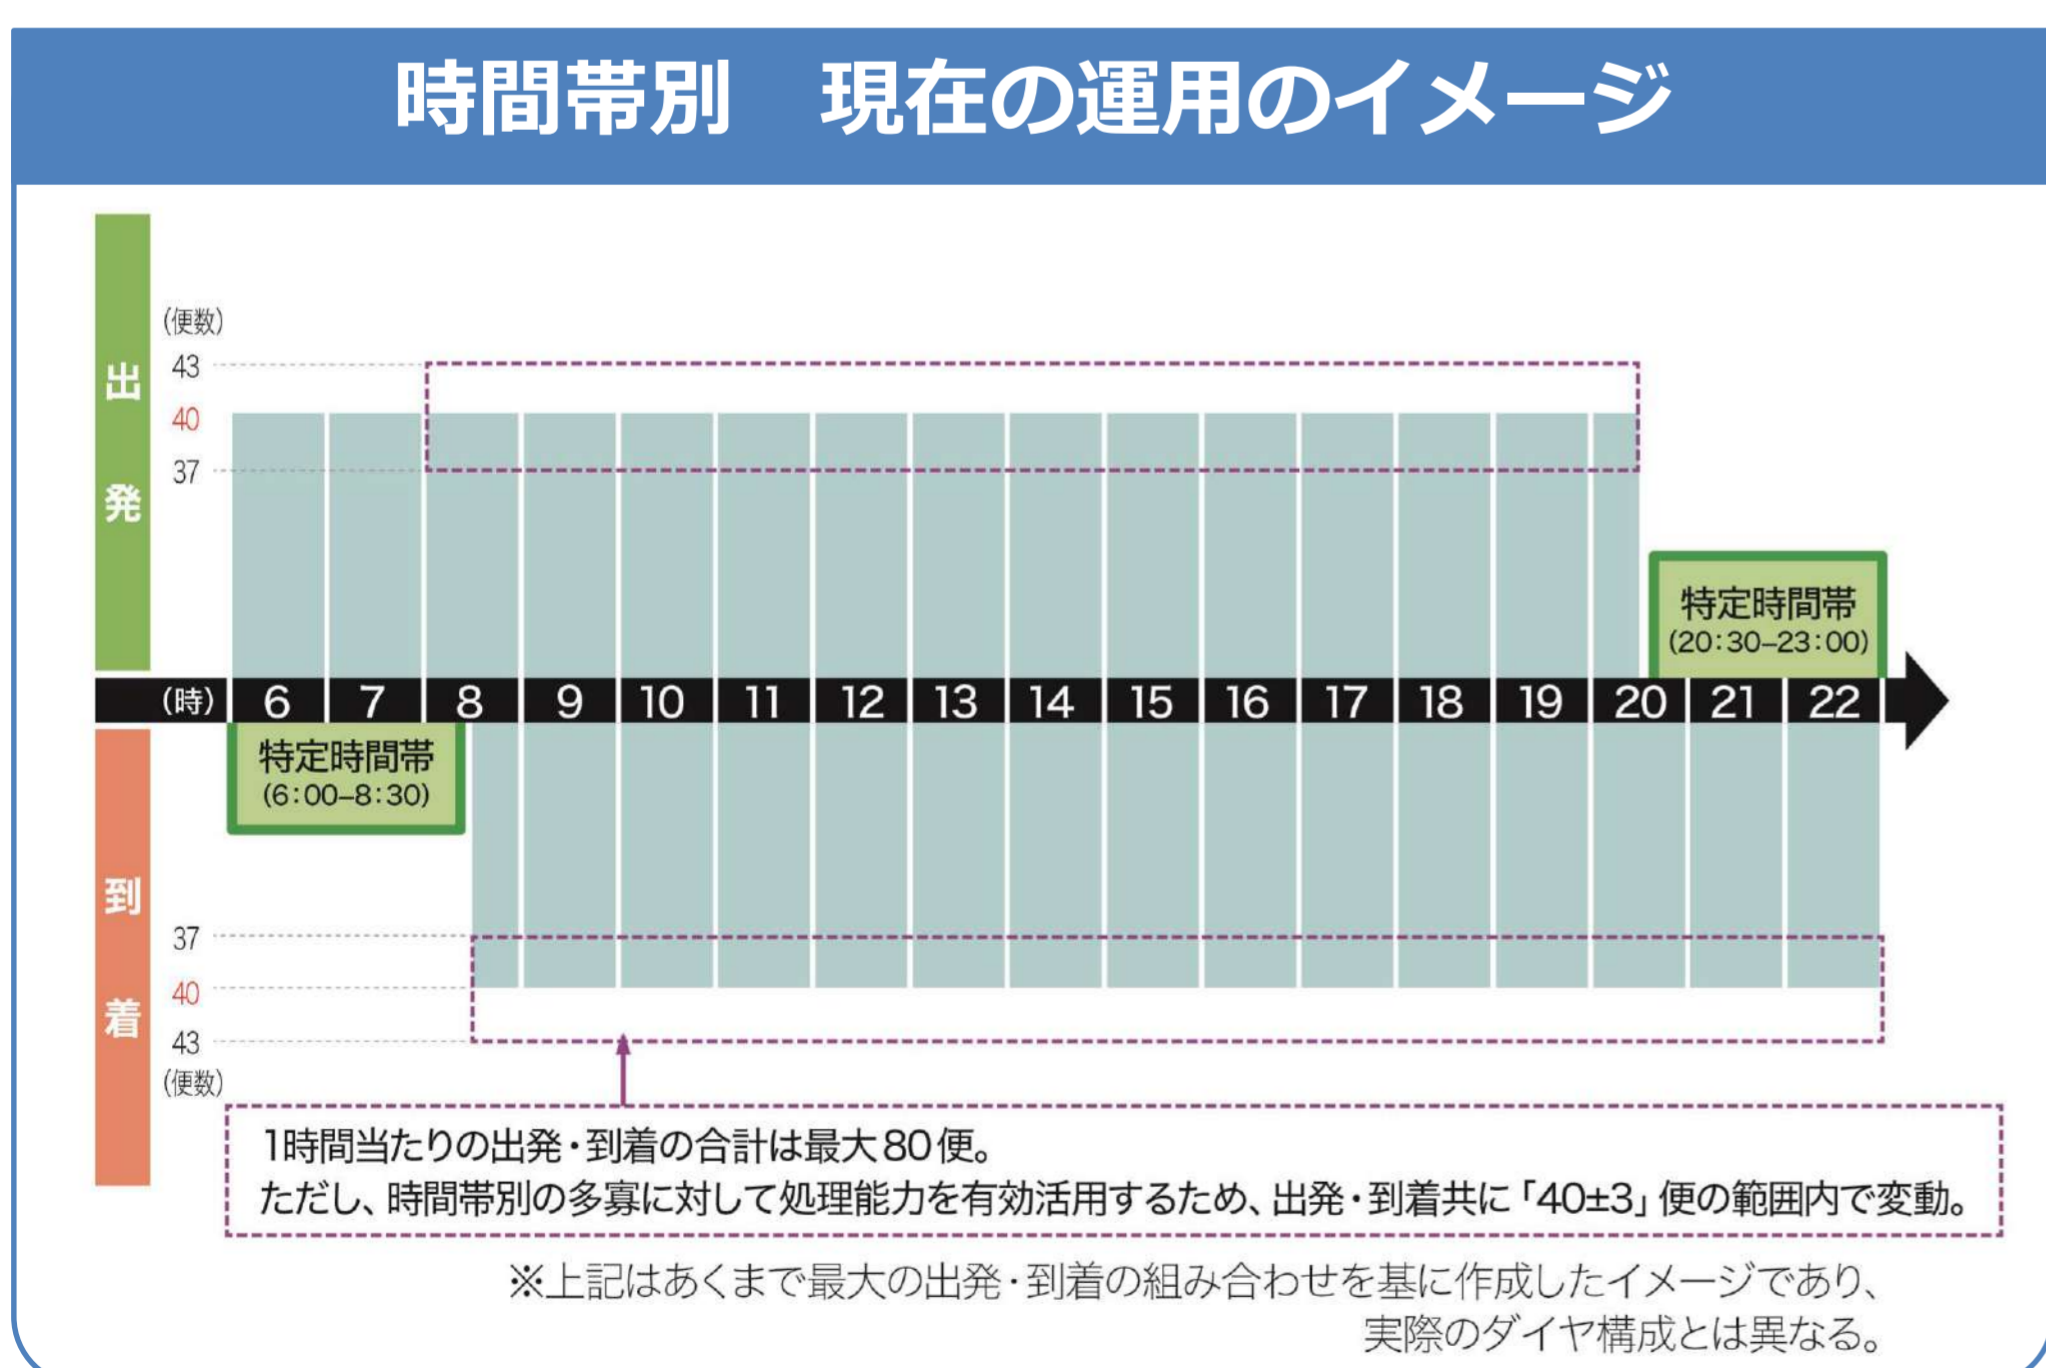 時間帯別　現在の運用のイメージ
出発
(便数)
43
40
37
特定時間帯
(20:30–23:00)
(時) 6 7 8 9 10 11 12 13 14 15 16 17 18 19 20 21 22
特定時間帯
(6:00–8:30)
到着
37
40
43
(便数)
1時間当たりの出発・到着の合計は最大80便。
ただし、時間帯別の多寡に対して処理能力を有効活用するため、出発・到着共に「40±3」便の範囲内で変動。
※上記はあくまで最大の出発・到着の組み合わせを基に作成したイメージであり、
実際のダイヤ構成とは異なる。